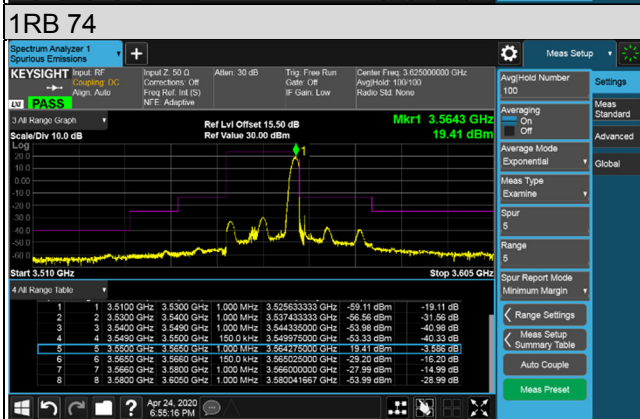 1RB 74
Spectrum Analyzer 1
Spurious Emissions
Meas Setup
KEYSIGHT Input: RF Input Z: 50 Ω Atten: 30 dB Trig: Free Run Center Freq: 3.625000000 GHz
Coupling: DC Corrections: Off Gate: Off Avg|Hold: 100/100
Align: Auto Freq Ref: Int (S) IF Gain: Low Radio Std: None
NFE: Adaptive
LXI PASS
3 All Range Graph
Ref Lvl Offset 15.50 dB Mkr1 3.5643 GHz
Scale/Div 10.0 dB Ref Value 30.00 dBm 19.41 dBm
Log
20.0
10.0
0.00
-10.0
-20.0
-30.0
-40.0
-50.0
-60.0
1
Start 3.510 GHz Stop 3.605 GHz
4 All Range Table
1 1 3.5100 GHz 3.5300 GHz 1.000 MHz 3.525633333 GHz -59.11 dBm -19.11 dB
2 2 3.5300 GHz 3.5400 GHz 1.000 MHz 3.537433333 GHz -56.56 dBm -31.56 dB
3 3 3.5400 GHz 3.5490 GHz 1.000 MHz 3.544335000 GHz -53.98 dBm -40.98 dB
4 4 3.5490 GHz 3.5500 GHz 150.0 kHz 3.549975000 GHz -53.33 dBm -40.33 dB
5 5 3.5500 GHz 3.5650 GHz 1.000 MHz 3.564275000 GHz 19.41 dBm -3.586 dB
6 6 3.5650 GHz 3.5660 GHz 150.0 kHz 3.565025000 GHz -29.20 dBm -16.20 dB
7 7 3.5660 GHz 3.5800 GHz 1.000 MHz 3.566000000 GHz -27.99 dBm -14.99 dB
8 8 3.5800 GHz 3.6050 GHz 1.000 MHz 3.580041667 GHz -53.99 dBm -28.99 dB
Avg|Hold Number
100
Averaging
On
Off
Average Mode
Exponential
Meas Type
Examine
Spur
5
Range
5
Spur Report Mode
Minimum Margin
Range Settings
Meas Setup
Summary Table
Auto Couple
Meas Preset
Settings
Meas
Standard
Advanced
Global
Apr 24, 2020
6:55:16 PM